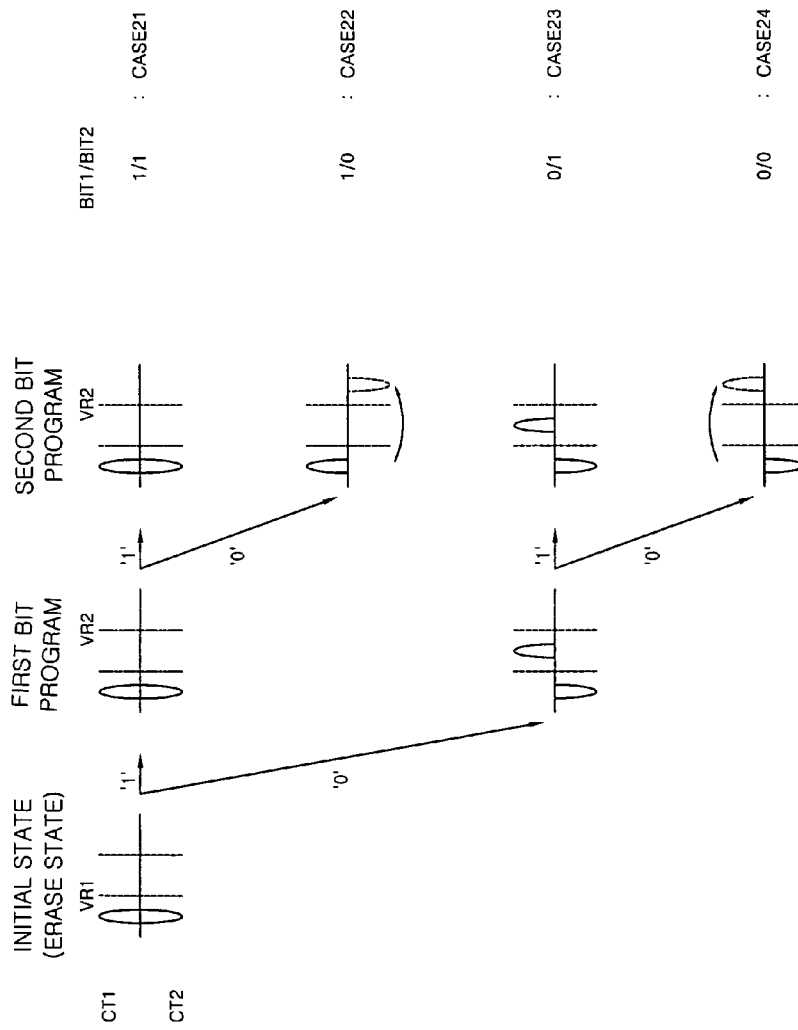 INITIAL STATE
(ERASE STATE)
FIRST BIT
PROGRAM
SECOND BIT
PROGRAM
BIT1/BIT2
VR1
VR2
VR2
CT1
CT2
'1'
'1'
1/1 : CASE21
'0'
'0'
1/0 : CASE22
'1'
0/1 : CASE23
'0'
0/0 : CASE24